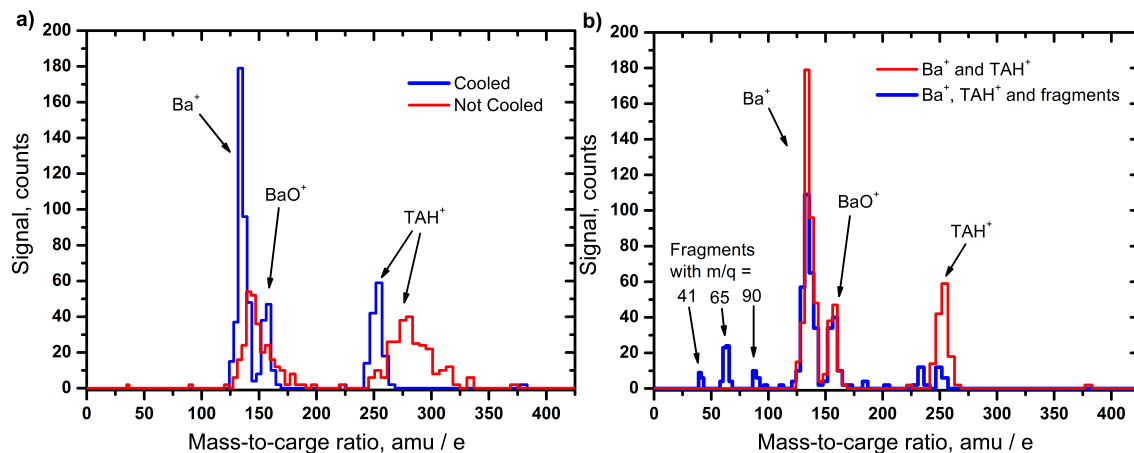 a)
200
180
160
140
120
100
80
60
40
20
0
Signal, counts
Ba⁺
BaO⁺
TAH⁺
Cooled
Not Cooled
0 50 100 150 200 250 300 350 400
Mass-to-carge ratio, amu / e
b)
200
180
160
140
120
100
80
60
40
20
0
Signal, counts
Ba⁺ and TAH⁺
Ba⁺, TAH⁺ and fragments
Ba⁺
BaO⁺
TAH⁺
Fragments
with m/q =
41 65 90
0 50 100 150 200 250 300 350 400
Mass-to-carge ratio, amu / e